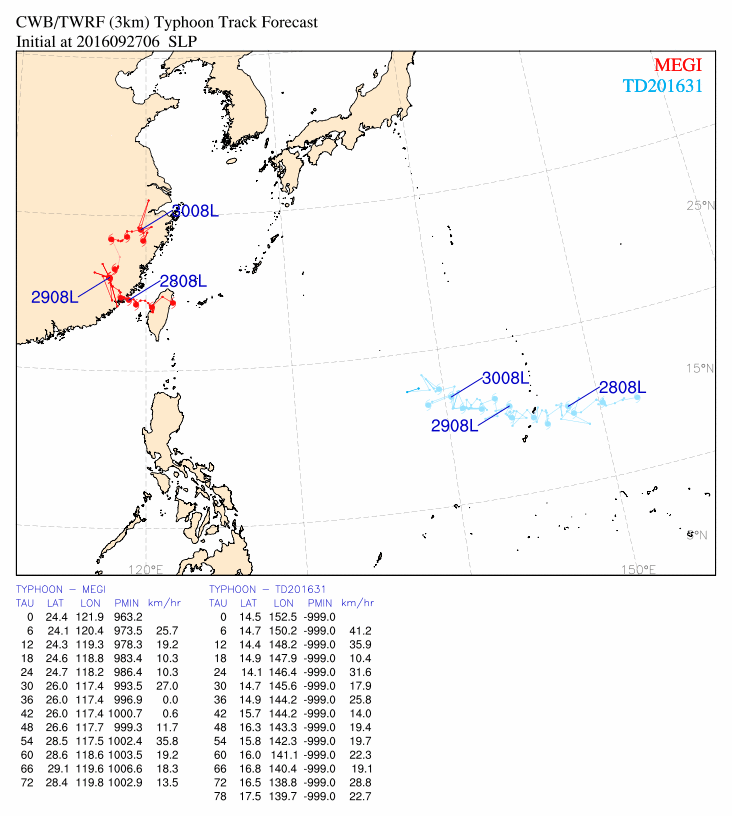 CWB/TWRF (3km) Typhoon Track Forecast
Initial at 2016092706 SLP
MEGI
TD201631
25°N
3008L
2808L
2908L
15°N
3008L
2808L
2908L
5°N
120°E
150°E
TYPHOON - MEGI
TAU LAT LON PMIN km/hr
0 24.4 121.9 963.2
6 24.1 120.4 973.5 25.7
12 24.3 119.3 978.3 19.2
18 24.6 118.8 983.4 10.3
24 24.7 118.2 986.4 10.3
30 26.0 117.4 993.5 27.0
36 26.0 117.4 996.9 0.0
42 26.0 117.4 1000.7 0.6
48 26.6 117.7 999.3 11.7
54 28.5 117.5 1002.4 35.8
60 28.6 118.6 1003.5 19.2
66 29.1 119.6 1006.6 18.3
72 28.4 119.8 1002.9 13.5
TYPHOON - TD201631
TAU LAT LON PMIN km/hr
0 14.5 152.5 -999.0
6 14.7 150.2 -999.0 41.2
12 14.4 148.2 -999.0 35.9
18 14.9 147.9 -999.0 10.4
24 14.1 146.4 -999.0 31.6
30 14.7 145.6 -999.0 17.9
36 14.9 144.2 -999.0 25.8
42 15.7 144.2 -999.0 14.0
48 16.3 143.3 -999.0 19.4
54 15.8 142.3 -999.0 19.7
60 16.0 141.1 -999.0 22.3
66 16.8 140.4 -999.0 19.1
72 16.5 138.8 -999.0 28.8
78 17.5 139.7 -999.0 22.7